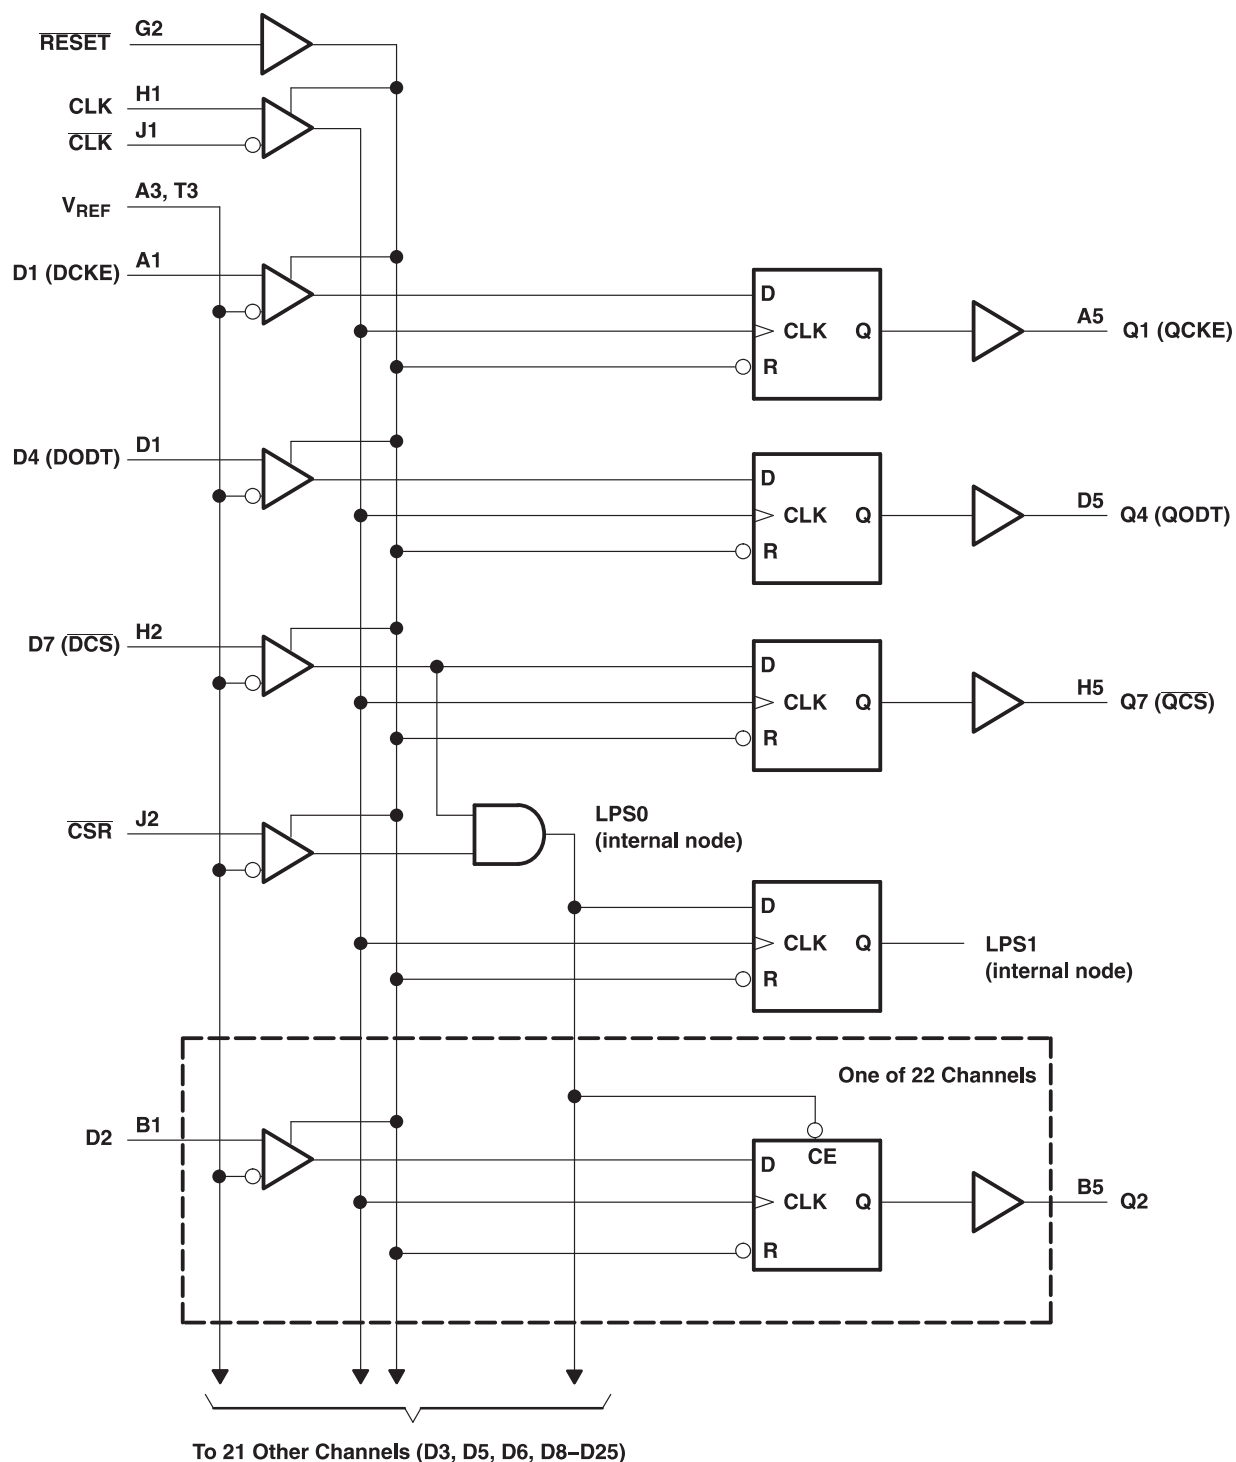 RESET G2
CLK H1
CLK J1
VREF A3, T3
D1 (DCKE) A1
D
CLK Q
R
A5 Q1 (QCKE)
D4 (DODT) D1
D
CLK Q
R
D5 Q4 (QODT)
D7 (DCS) H2
D
CLK Q
R
H5 Q7 (QCS)
CSR J2
LPS0
(internal node)
D
CLK Q
R
LPS1
(internal node)
One of 22 Channels
D2 B1
CE
D
CLK Q
R
B5 Q2
To 21 Other Channels (D3, D5, D6, D8–D25)